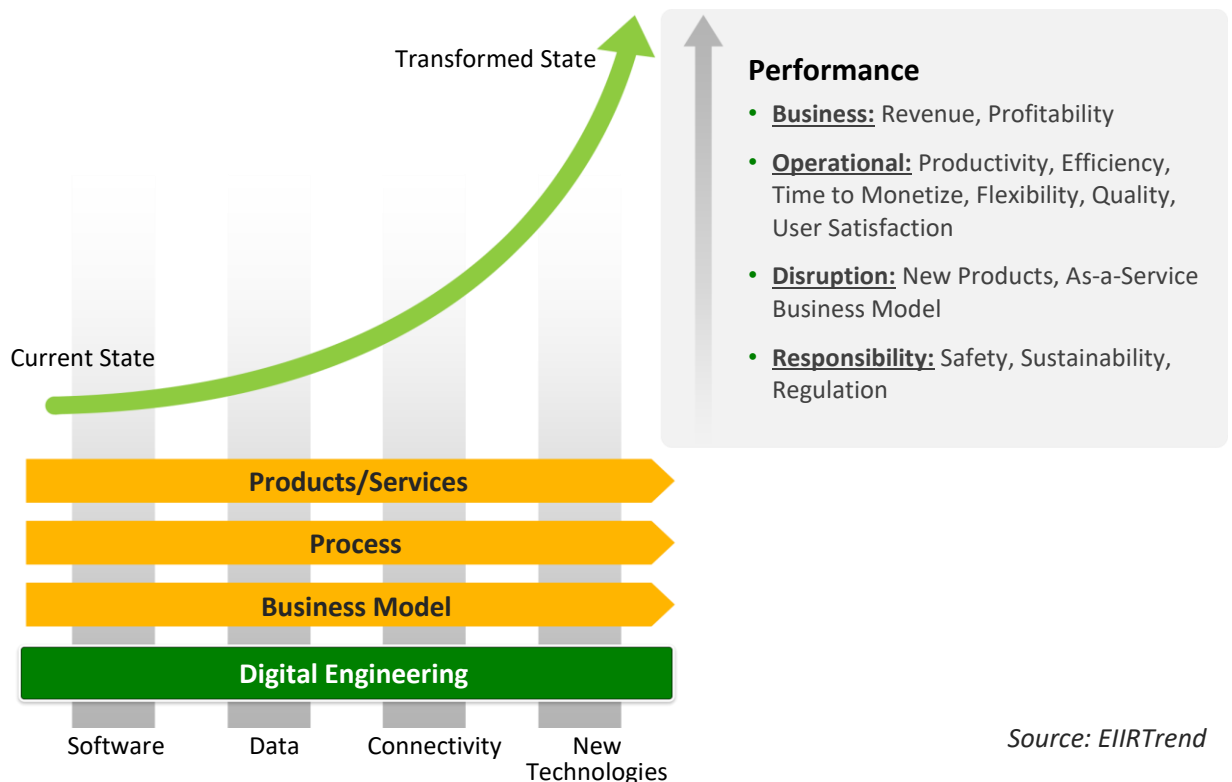 Transformed State
Current State
Performance
• Business: Revenue, Profitability
• Operational: Productivity, Efficiency,
Time to Monetize, Flexibility, Quality,
User Satisfaction
• Disruption: New Products, As-a-Service
Business Model
• Responsibility: Safety, Sustainability,
Regulation
Products/Services
Process
Business Model
Digital Engineering
Software
Data
Connectivity
New
Technologies
Source: EIIRTrend